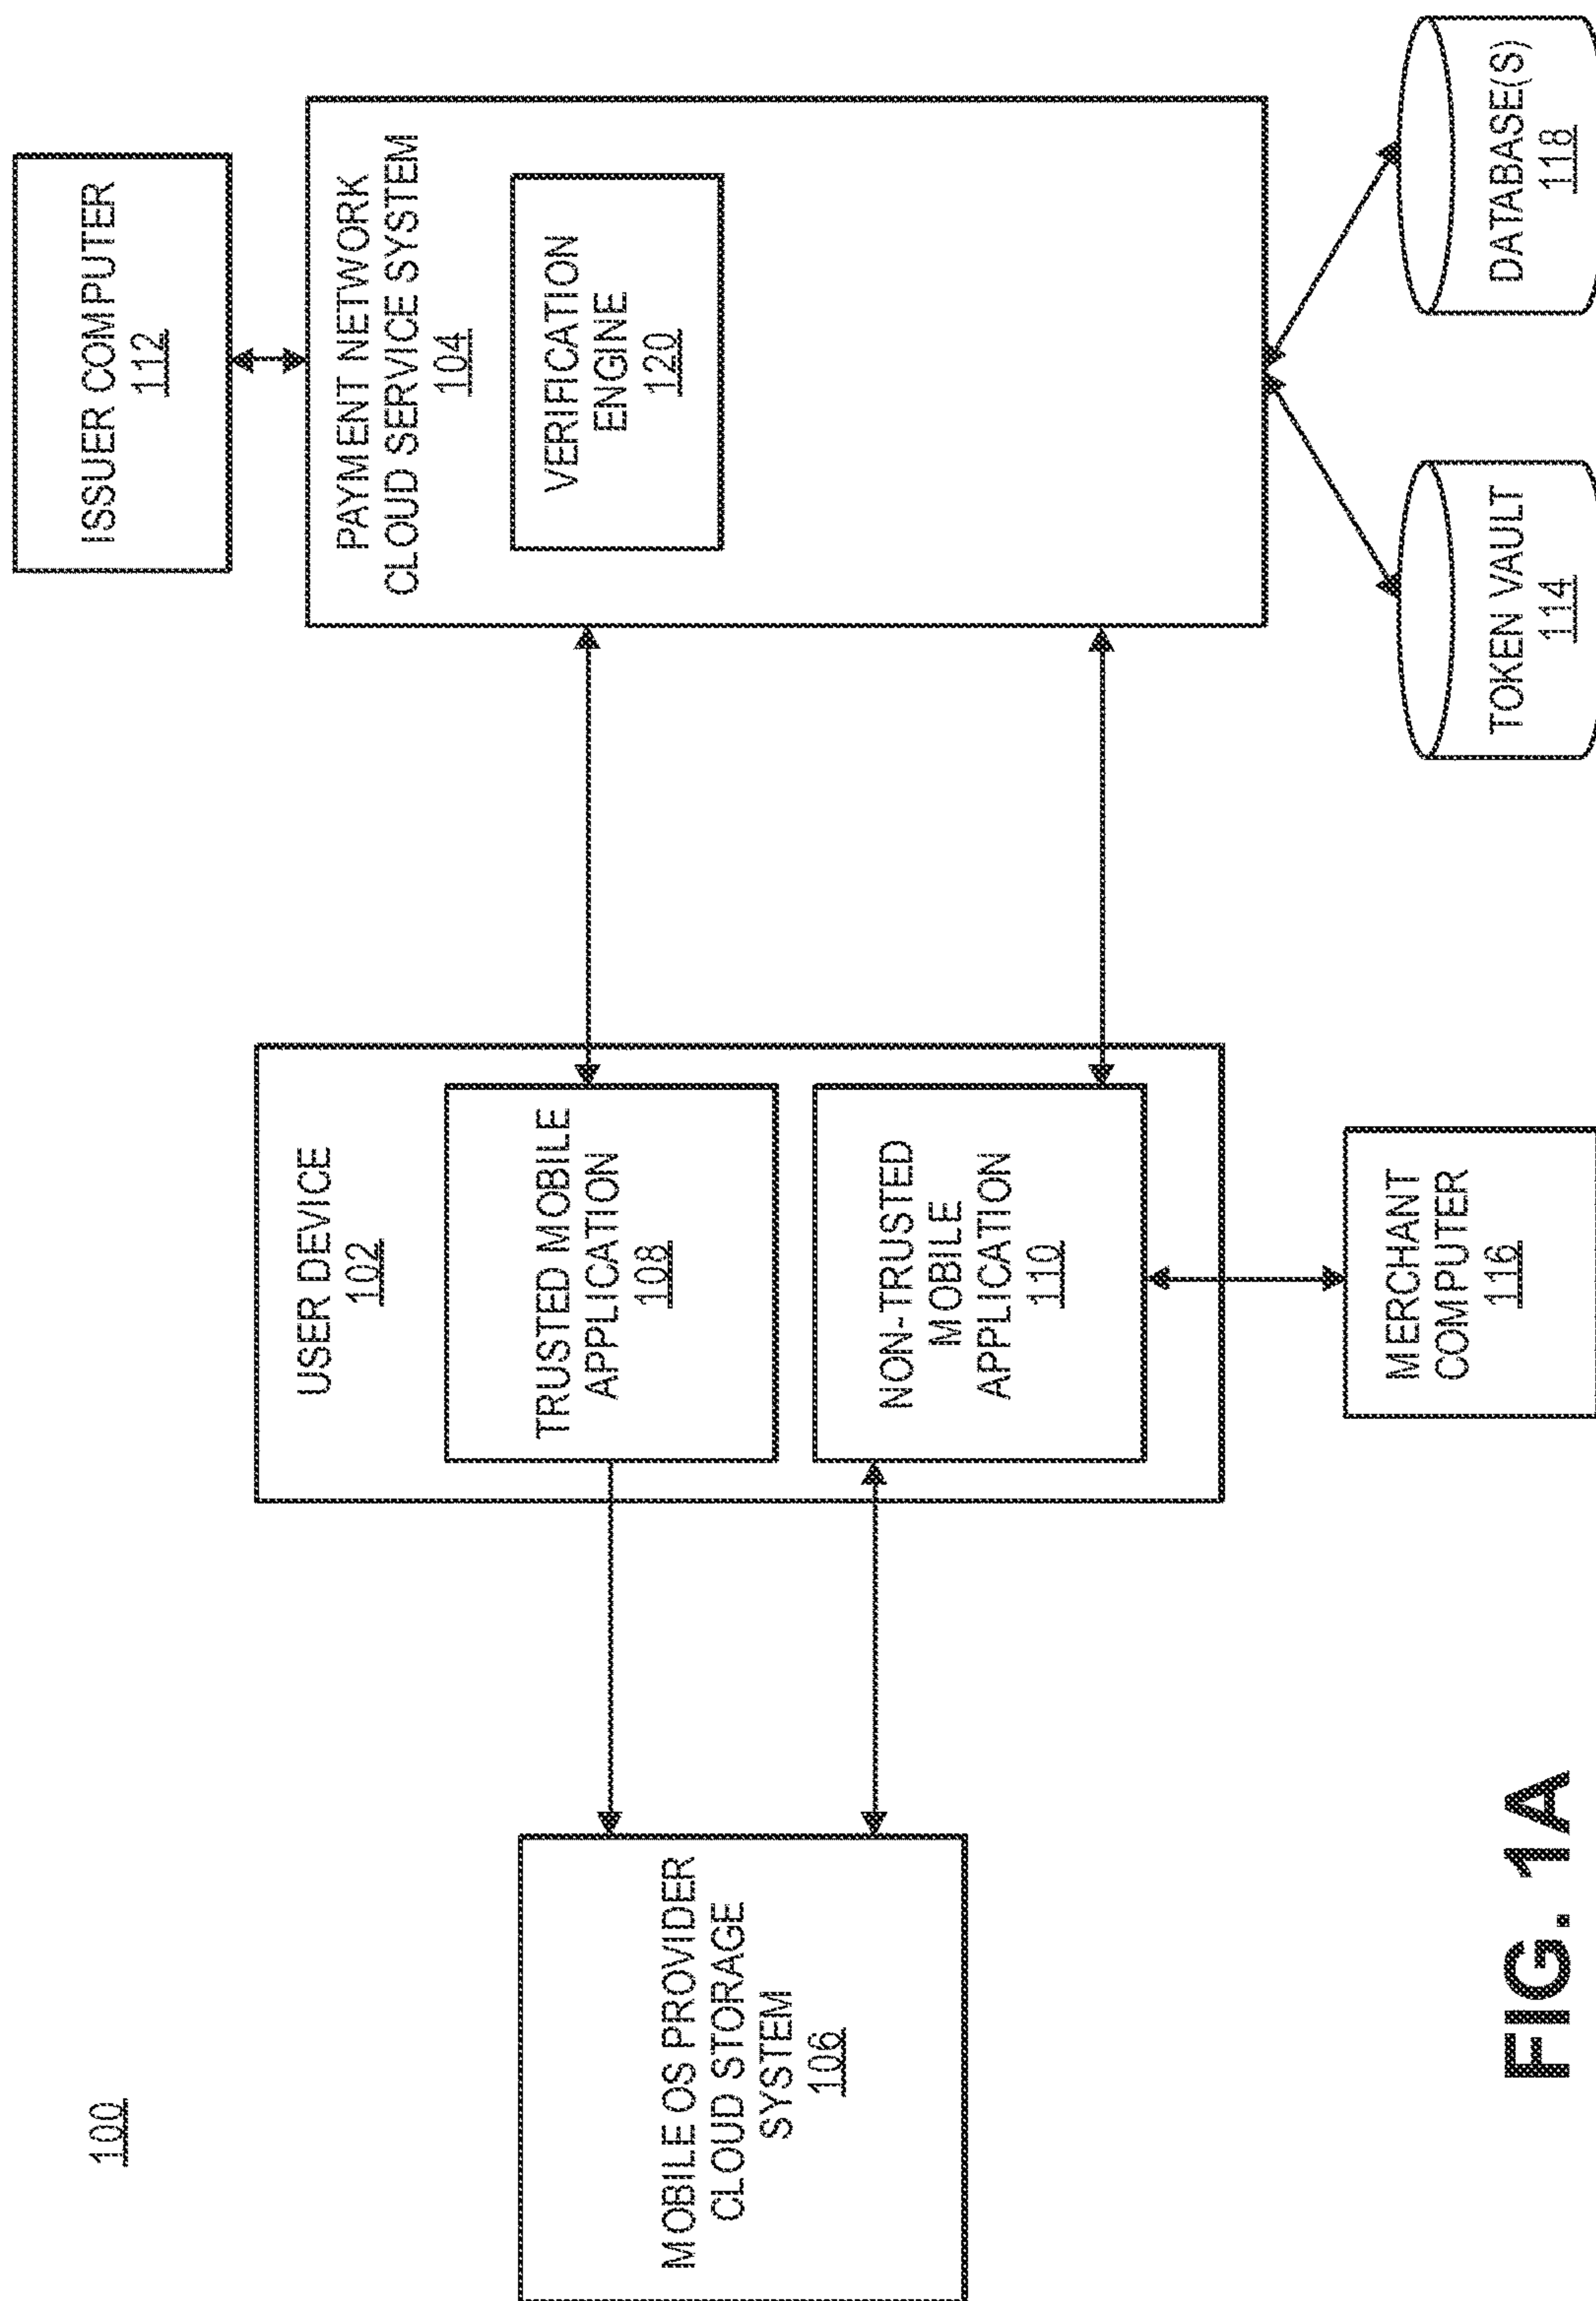 100
MOBILE OS PROVIDER
CLOUD STORAGE
SYSTEM
106
USER DEVICE
102
TRUSTED MOBILE
APPLICATION
108
NON-TRUSTED
MOBILE
APPLICATION
110
MERCHANT
COMPUTER
116
ISSUER COMPUTER
112
PAYMENT NETWORK
CLOUD SERVICE SYSTEM
104
VERIFICATION
ENGINE
120
TOKEN VAULT
114
DATABASE(S)
118
FIG. 1A